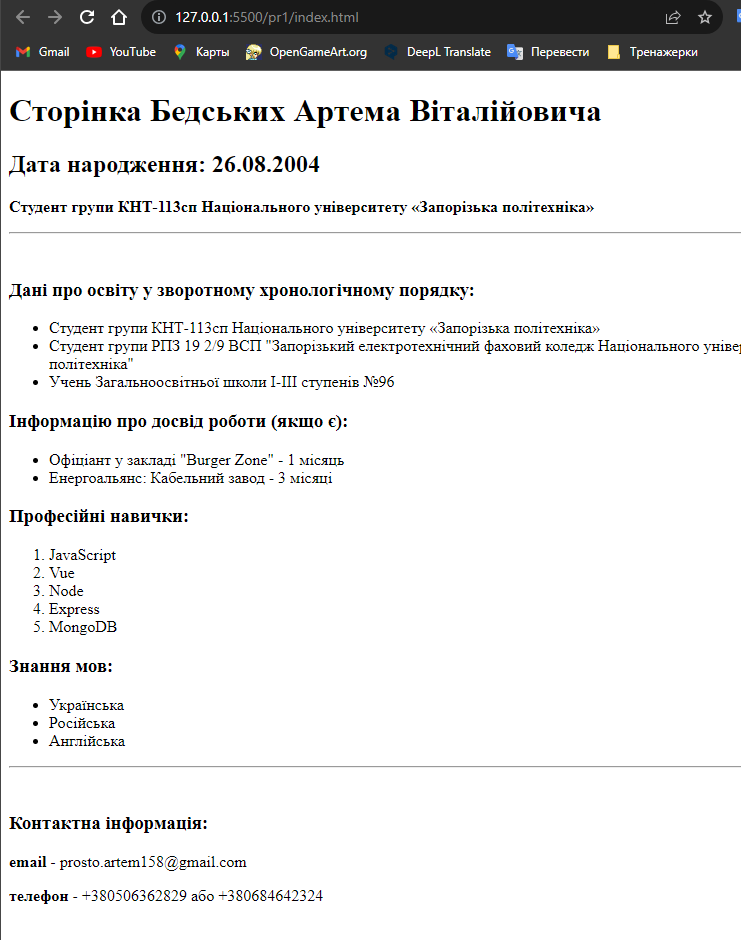 127.0.0.1:5500/pr1/index.html
Gmail YouTube Карты OpenGameArt.org DeepL Translate Перевести Тренажерки
Сторінка Бедських Артема Віталійовича
Дата народження: 26.08.2004
Студент групи КНТ-113сп Національного університету «Запорізька політехніка»
Дані про освіту у зворотному хронологічному порядку:
• Студент групи КНТ-113сп Національного університету «Запорізька політехніка»
• Студент групи РПЗ 19 2/9 ВСП "Запорізький електротехнічний фаховий коледж Національного
політехніка"
• Учень Загальноосвітньої школи І-ІІІ ступенів №96
Інформацію про досвід роботи (якщо є):
• Офіціант у закладі "Burger Zone" - 1 місяць
• Енергоальянс: Кабельний завод - 3 місяці
Професійні навички:
1. JavaScript
2. Vue
3. Node
4. Express
5. MongoDB
Знання мов:
• Українська
• Російська
• Англійська
Контактна інформація:
email - prosto.artem158@gmail.com
телефон - +380506362829 або +380684642324